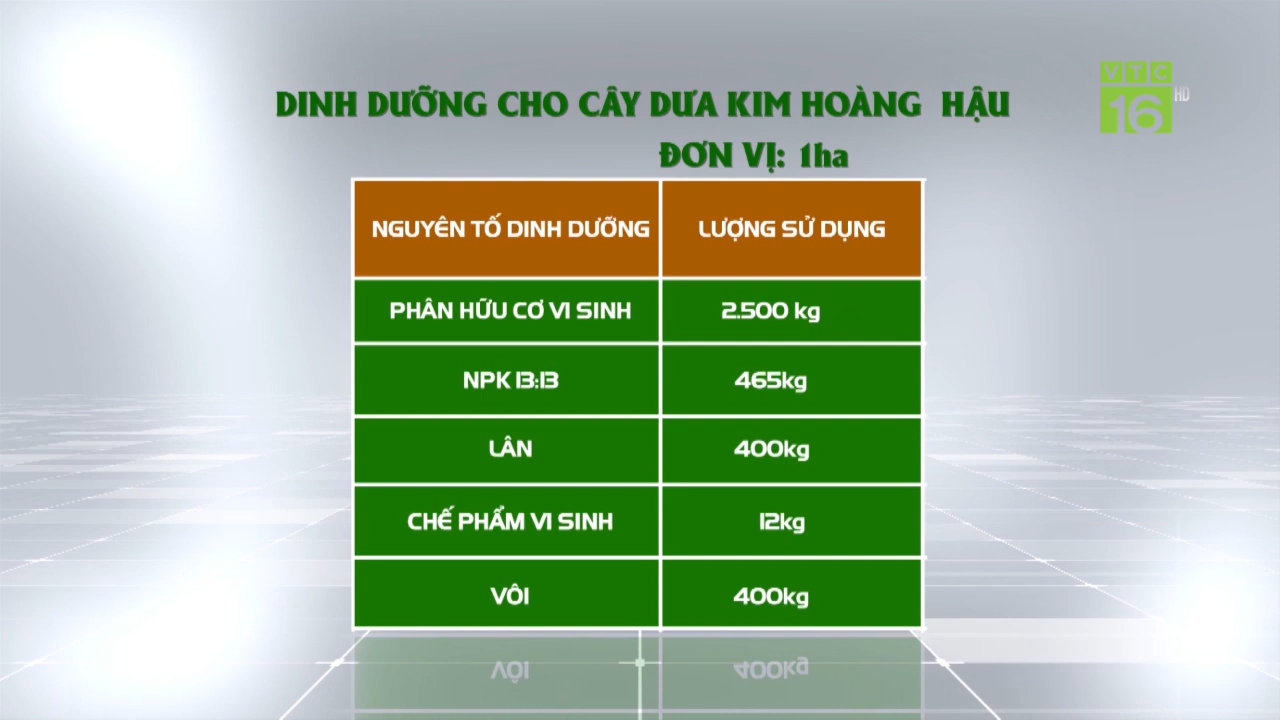 VTC
16 HD
DINH DƯỠNG CHO CÂY DƯA KIM HOÀNG HẬU
ĐƠN VỊ: 1ha
NGUYÊN TỐ DINH DƯỠNG LƯỢNG SỬ DỤNG
PHÂN HỮU CƠ VI SINH 2.500 kg
NPK 13:13 465kg
LÂN 400kg
CHẾ PHẨM VI SINH 12kg
VÔI 400kg